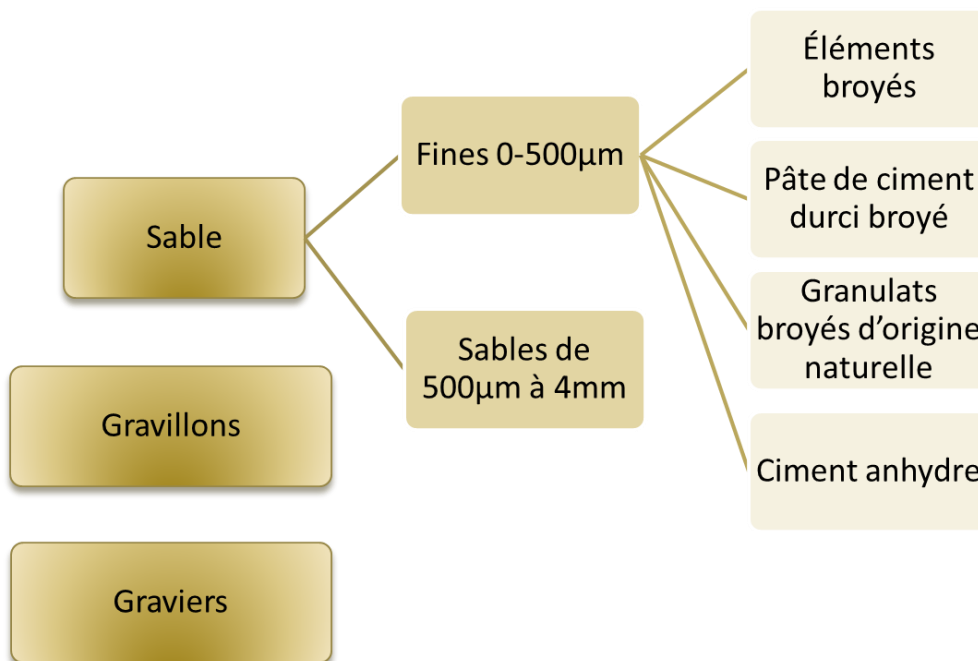 Sable
Gravillons
Graviers
Fines 0-500µm
Sables de
500µm à 4mm
Éléments
broyés
Pâte de ciment
durci broyé
Granulats
broyés d’origine
naturelle
Ciment anhydre